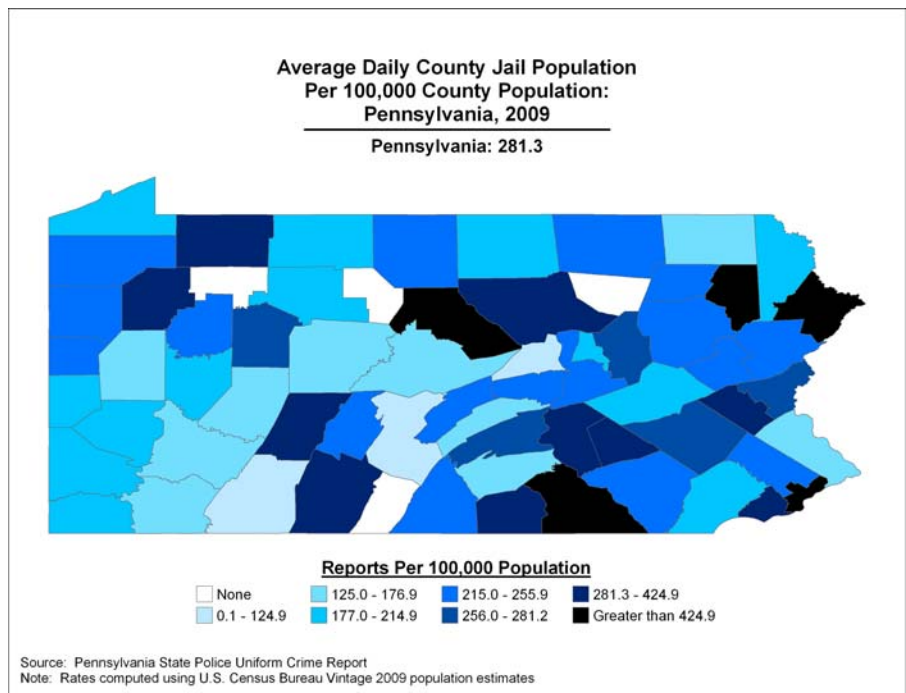 Average Daily County Jail Population
Per 100,000 County Population:
Pennsylvania, 2009
Pennsylvania: 281.3
Reports Per 100,000 Population
None
125.0 - 176.9
215.0 - 255.9
281.3 - 424.9
0.1 - 124.9
177.0 - 214.9
256.0 - 281.2
Greater than 424.9
Source: Pennsylvania State Police Uniform Crime Report
Note: Rates computed using U.S. Census Bureau Vintage 2009 population estimates